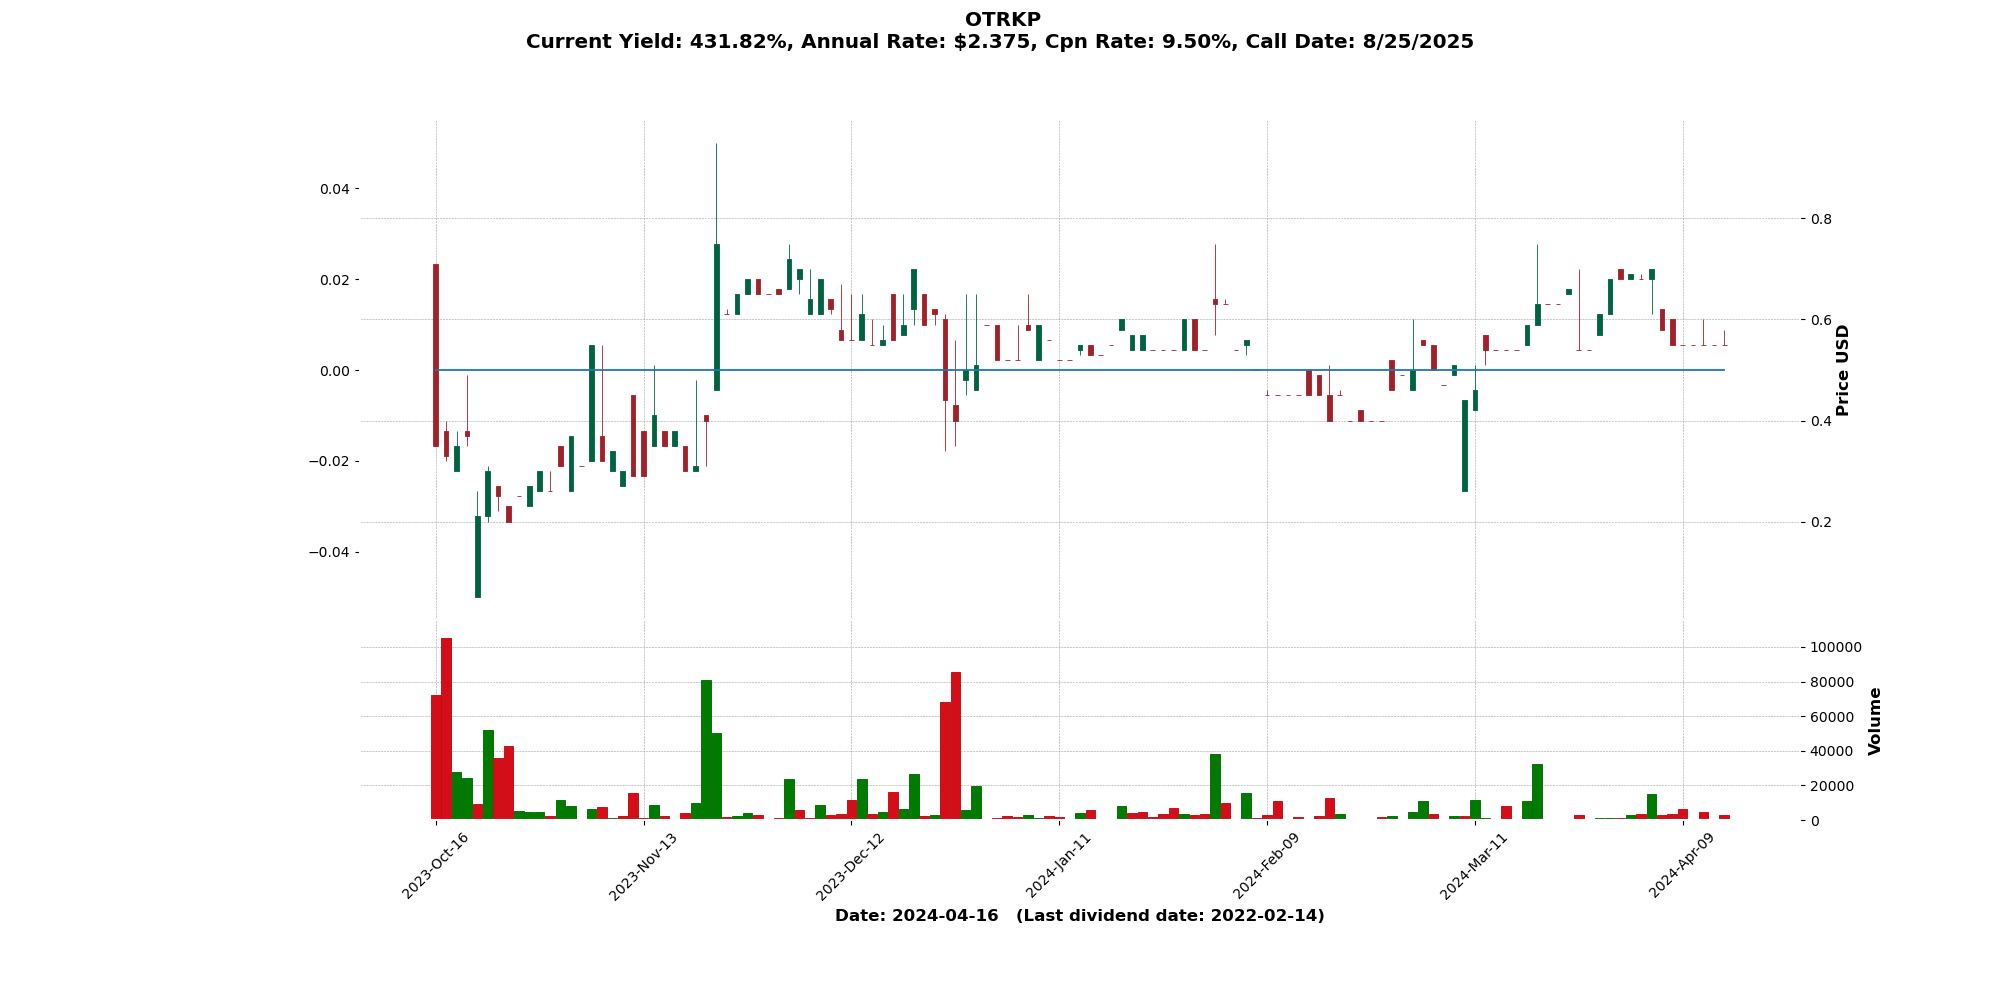 OTRKP
Current Yield: 431.82%, Annual Rate: $2.375, Cpn Rate: 9.50%, Call Date: 8/25/2025
0.04
0.02
0.00
−0.02
−0.04
0.8
0.6
0.4
0.2
Price USD
100000
80000
60000
40000
20000
0
Volume
2023-Oct-16
2023-Nov-13
2023-Dec-12
2024-Jan-11
2024-Feb-09
2024-Mar-11
2024-Apr-09
Date: 2024-04-16 (Last dividend date: 2022-02-14)